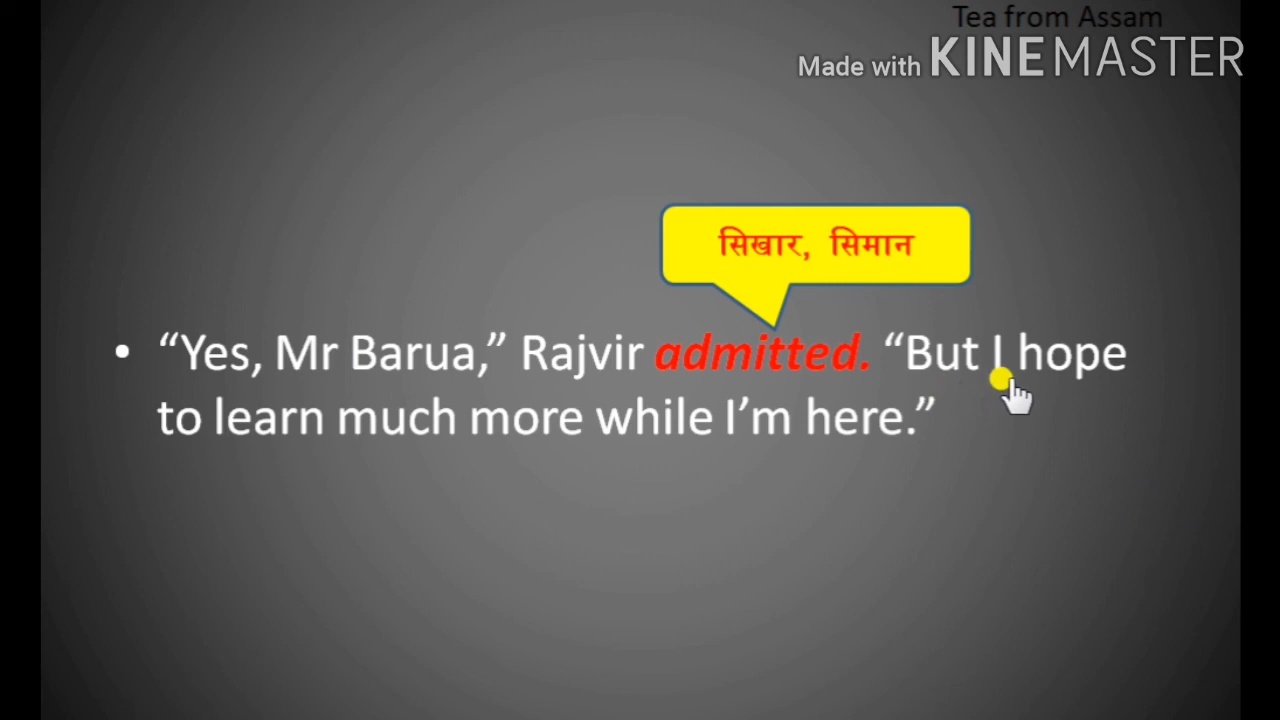 Tea from Assam
Made with KINEMASTER
सिखार, सिमान
• “Yes, Mr Barua,” Rajvir admitted. “But I hope
to learn much more while I’m here.”